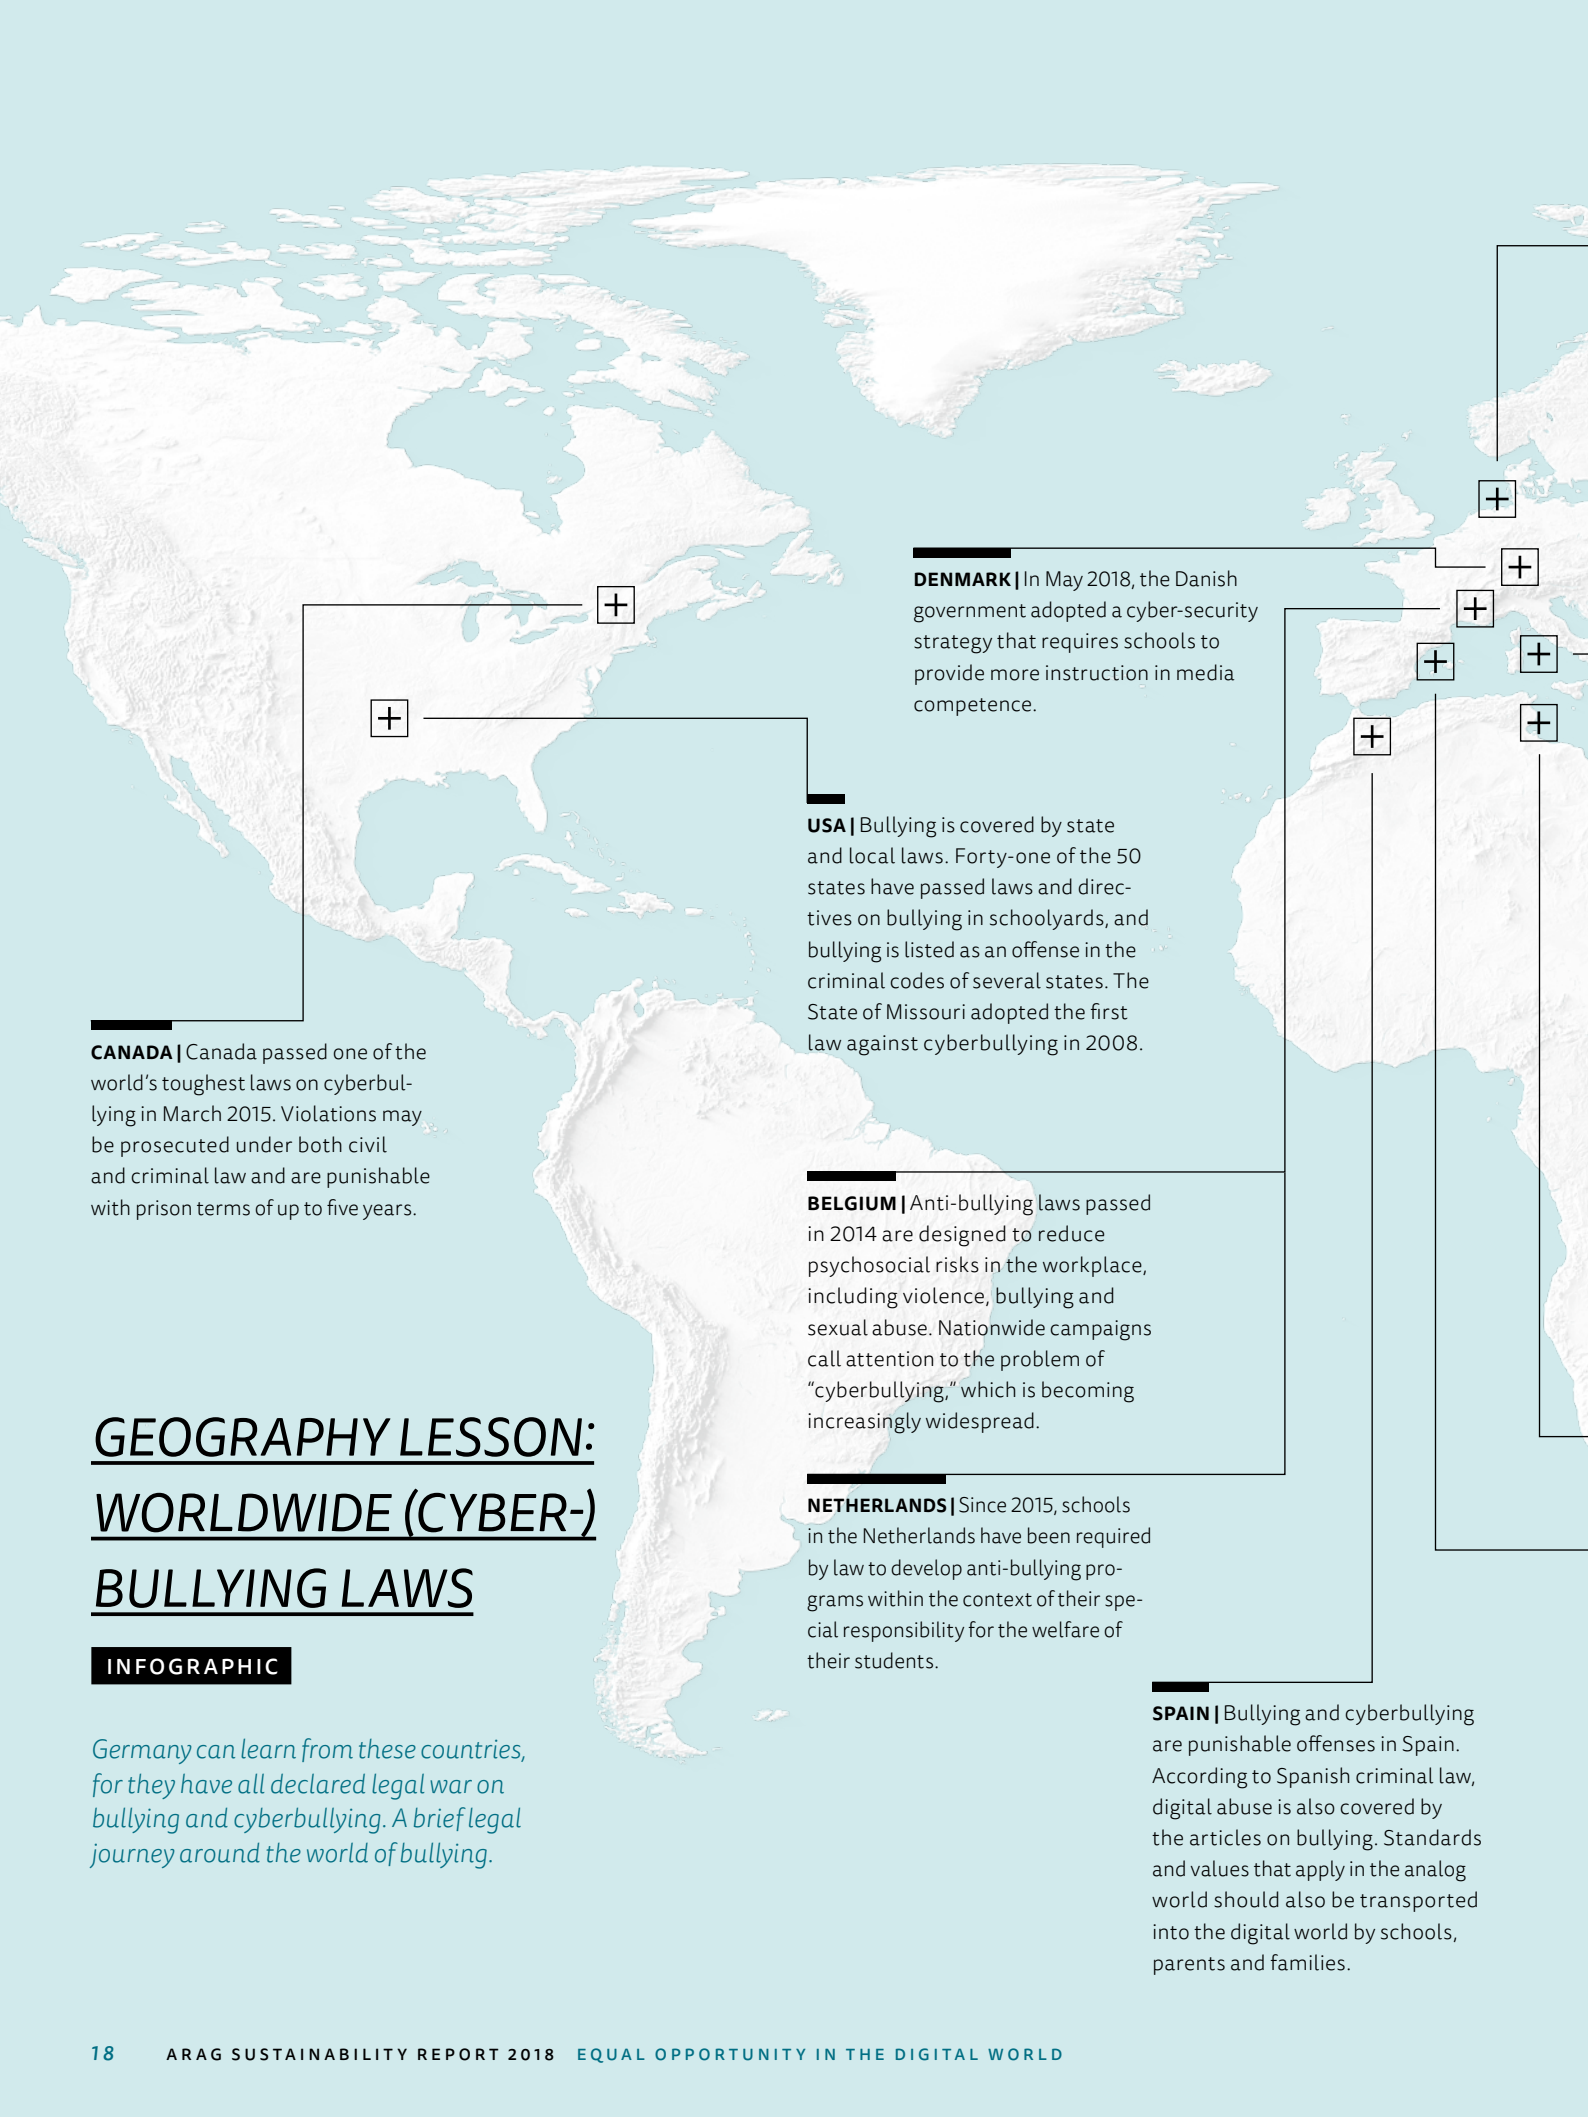 DENMARK | In May 2018, the Danish
government adopted a cyber-security
strategy that requires schools to
provide more instruction in media
competence.
USA | Bullying is covered by state
and local laws. Forty-one of the 50
states have passed laws and direc-
tives on bullying in schoolyards, and
bullying is listed as an offense in the
criminal codes of several states. The
State of Missouri adopted the first
law against cyberbullying in 2008.
CANADA | Canada passed one of the
world's toughest laws on cyberbul-
lying in March 2015. Violations may
be prosecuted under both civil
and criminal law and are punishable
with prison terms of up to five years.
BELGIUM | Anti-bullying laws passed
in 2014 are designed to reduce
psychosocial risks in the workplace,
including violence, bullying and
sexual abuse. Nationwide campaigns
call attention to the problem of
“cyberbullying,” which is becoming
increasingly widespread.
NETHERLANDS | Since 2015, schools
in the Netherlands have been required
by law to develop anti-bullying pro-
grams within the context of their spe-
cial responsibility for the welfare of
their students.
SPAIN | Bullying and cyberbullying
are punishable offenses in Spain.
According to Spanish criminal law,
digital abuse is also covered by
the articles on bullying. Standards
and values that apply in the analog
world should also be transported
into the digital world by schools,
parents and families.
GEOGRAPHY LESSON:
WORLDWIDE (CYBER-)
BULLYING LAWS
INFOGRAPHIC
Germany can learn from these countries,
for they have all declared legal war on
bullying and cyberbullying. A brief legal
journey around the world of bullying.
18 ARAG SUSTAINABILITY REPORT 2018 EQUAL OPPORTUNITY IN THE DIGITAL WORLD